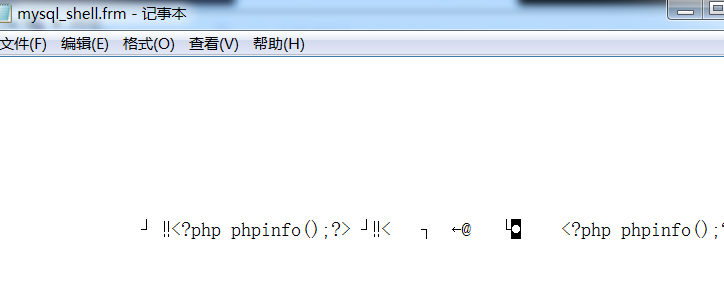 mysql_shell.frm - 记事本
文件(F) 编辑(E) 格式(O) 查看(V) 帮助(H)
┘ ‼<?php phpinfo();?> ┘‼< ┐ ←@ └◘ <?php phpinfo();